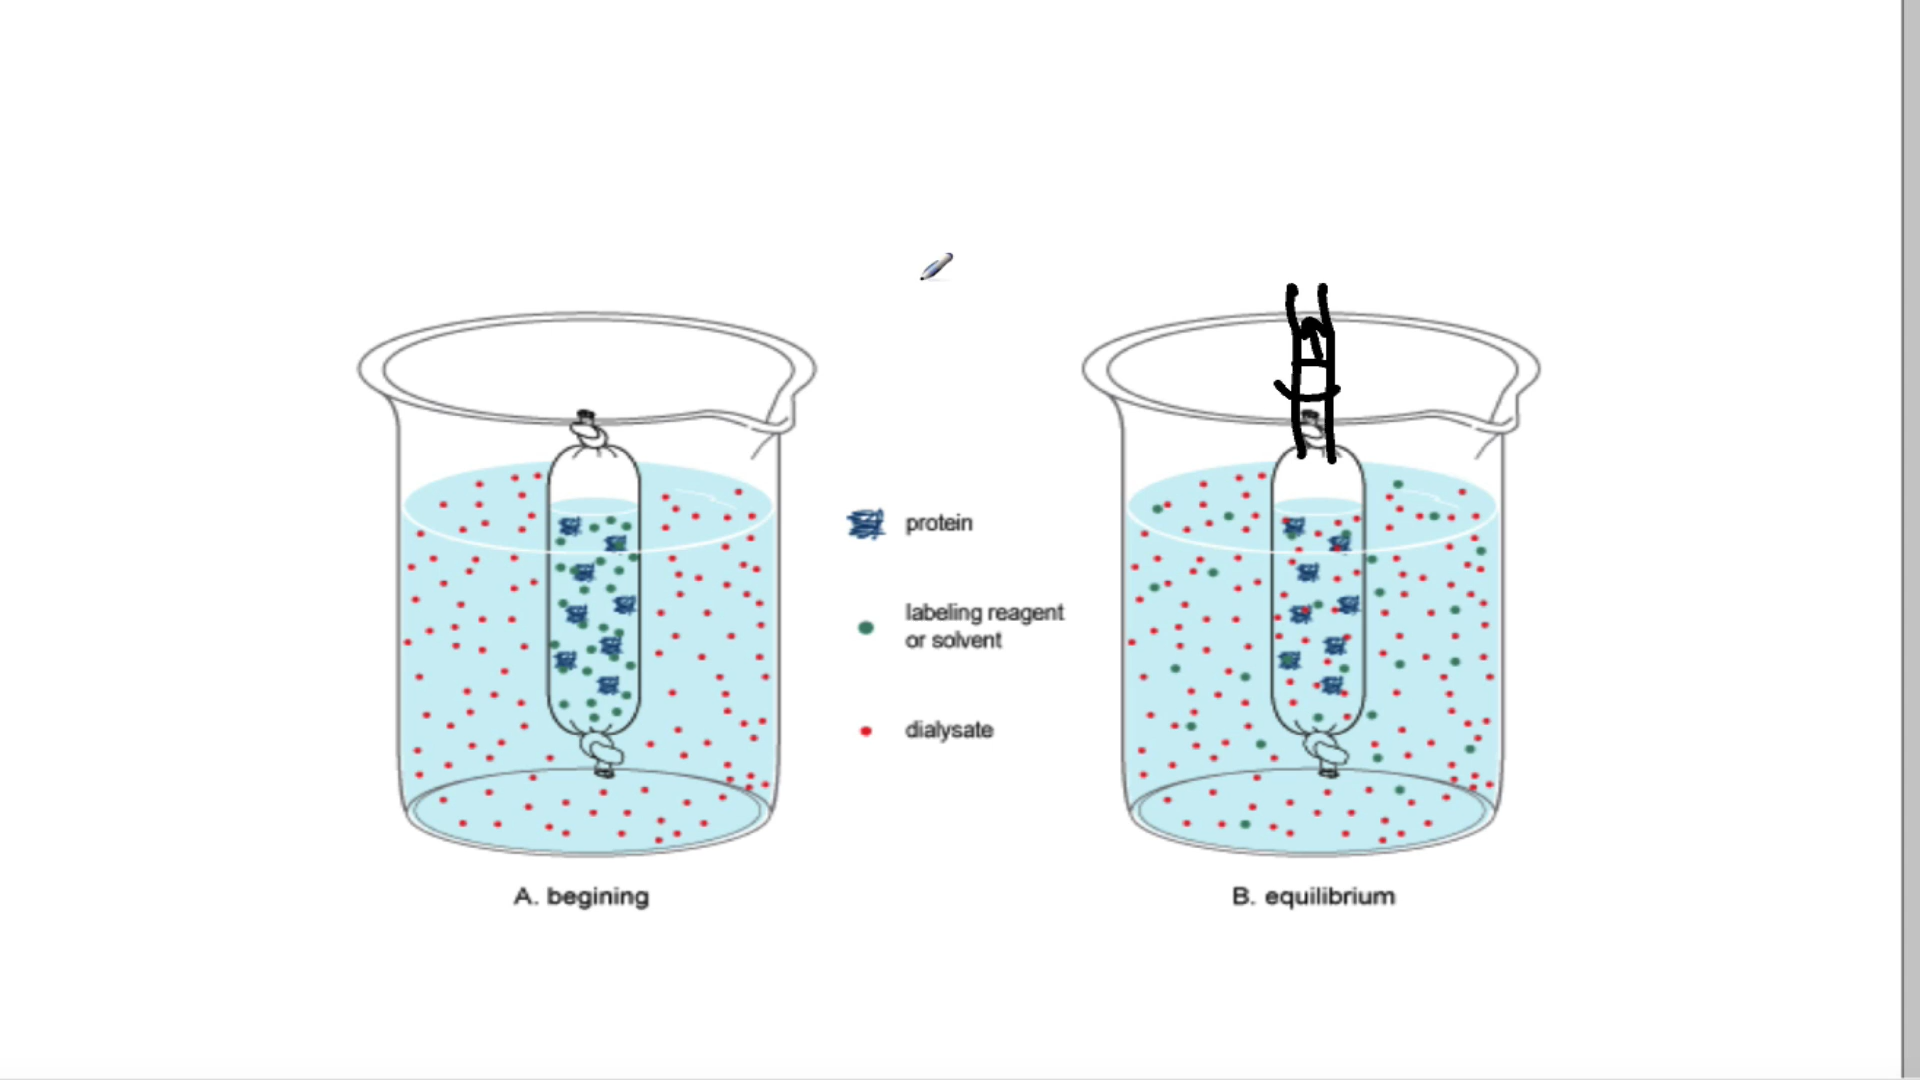 protein
labeling reagent
or solvent
dialysate
A. begining
B. equilibrium